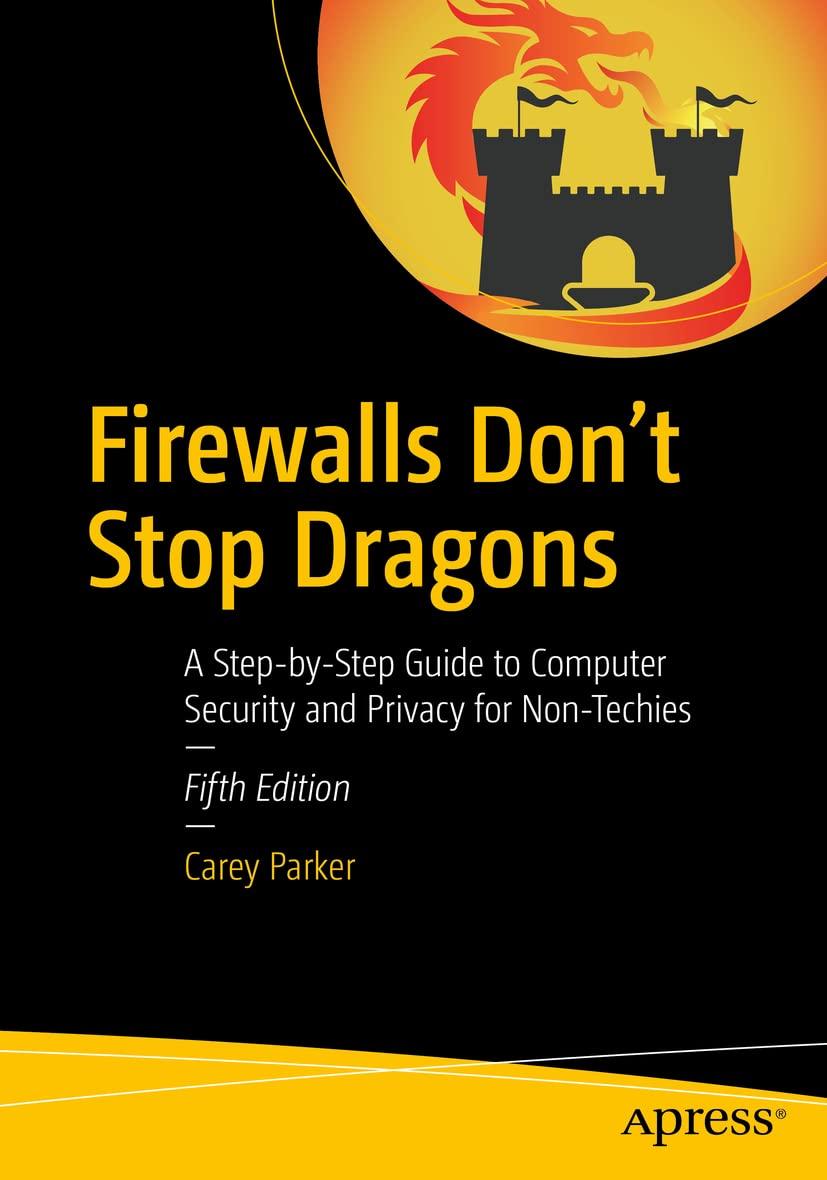 Firewalls Don’t
Stop Dragons
A Step-by-Step Guide to Computer
Security and Privacy for Non-Techies
—
Fifth Edition
—
Carey Parker
Apress®